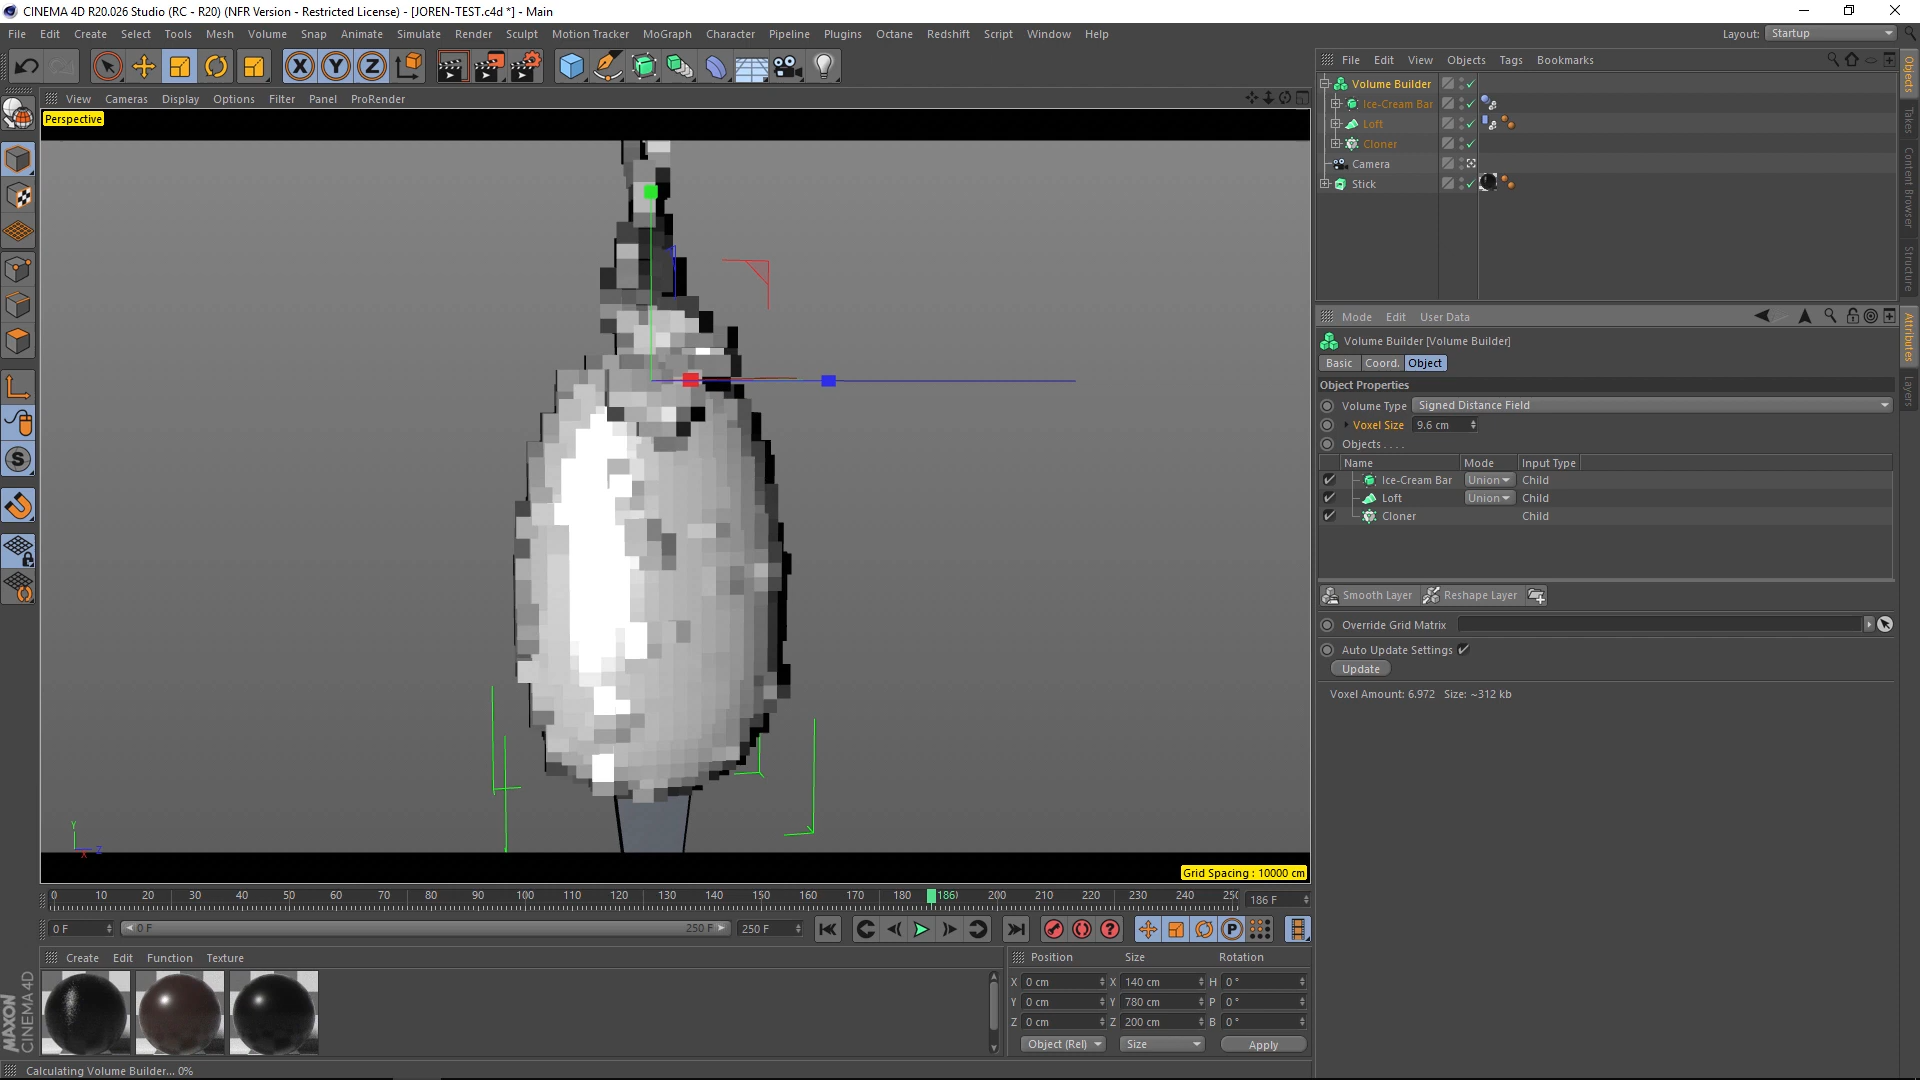 CINEMA 4D R20.026 Studio (RC - R20) (NFR Version - Restricted License) - [JOREN-TEST.c4d *] - Main
File Edit Create Select Tools Mesh Volume Snap Animate Simulate Render Sculpt Motion Tracker MoGraph Character Pipeline Plugins Octane Redshift Script Window Help
Layout: Startup
X Y Z
View Cameras Display Options Filter Panel ProRender
Perspective
S
Y
X Z
Grid Spacing : 10000 cm
File Edit View Objects Tags Bookmarks
Volume Builder
Ice-Cream Bar
Loft
Cloner
Camera
Stick
Objects
Takes
Content Browser
Structure
Mode Edit User Data
Volume Builder [Volume Builder]
Basic Coord. Object
Object Properties
Volume Type Signed Distance Field
Voxel Size 9.6 cm
Objects . . . .
Name Mode Input Type
Ice-Cream Bar Union Child
Loft Union Child
Cloner Child
Smooth Layer Reshape Layer
Override Grid Matrix
Auto Update Settings
Update
Voxel Amount: 6.972 Size: ~312 kb
Attributes
Layers
0 10 20 30 40 50 60 70 80 90 100 110 120 130 140 150 160 170 180 186 200 210 220 230 240 250 186 F
0 F 0 F 250 F 250 F
P
Create Edit Function Texture
Position Size Rotation
X 0 cm X 140 cm H 0 °
Y 0 cm Y 780 cm P 0 °
Z 0 cm Z 200 cm B 0 °
Object (Rel) Size Apply
MAXON CINEMA 4D
Calculating Volume Builder... 0%